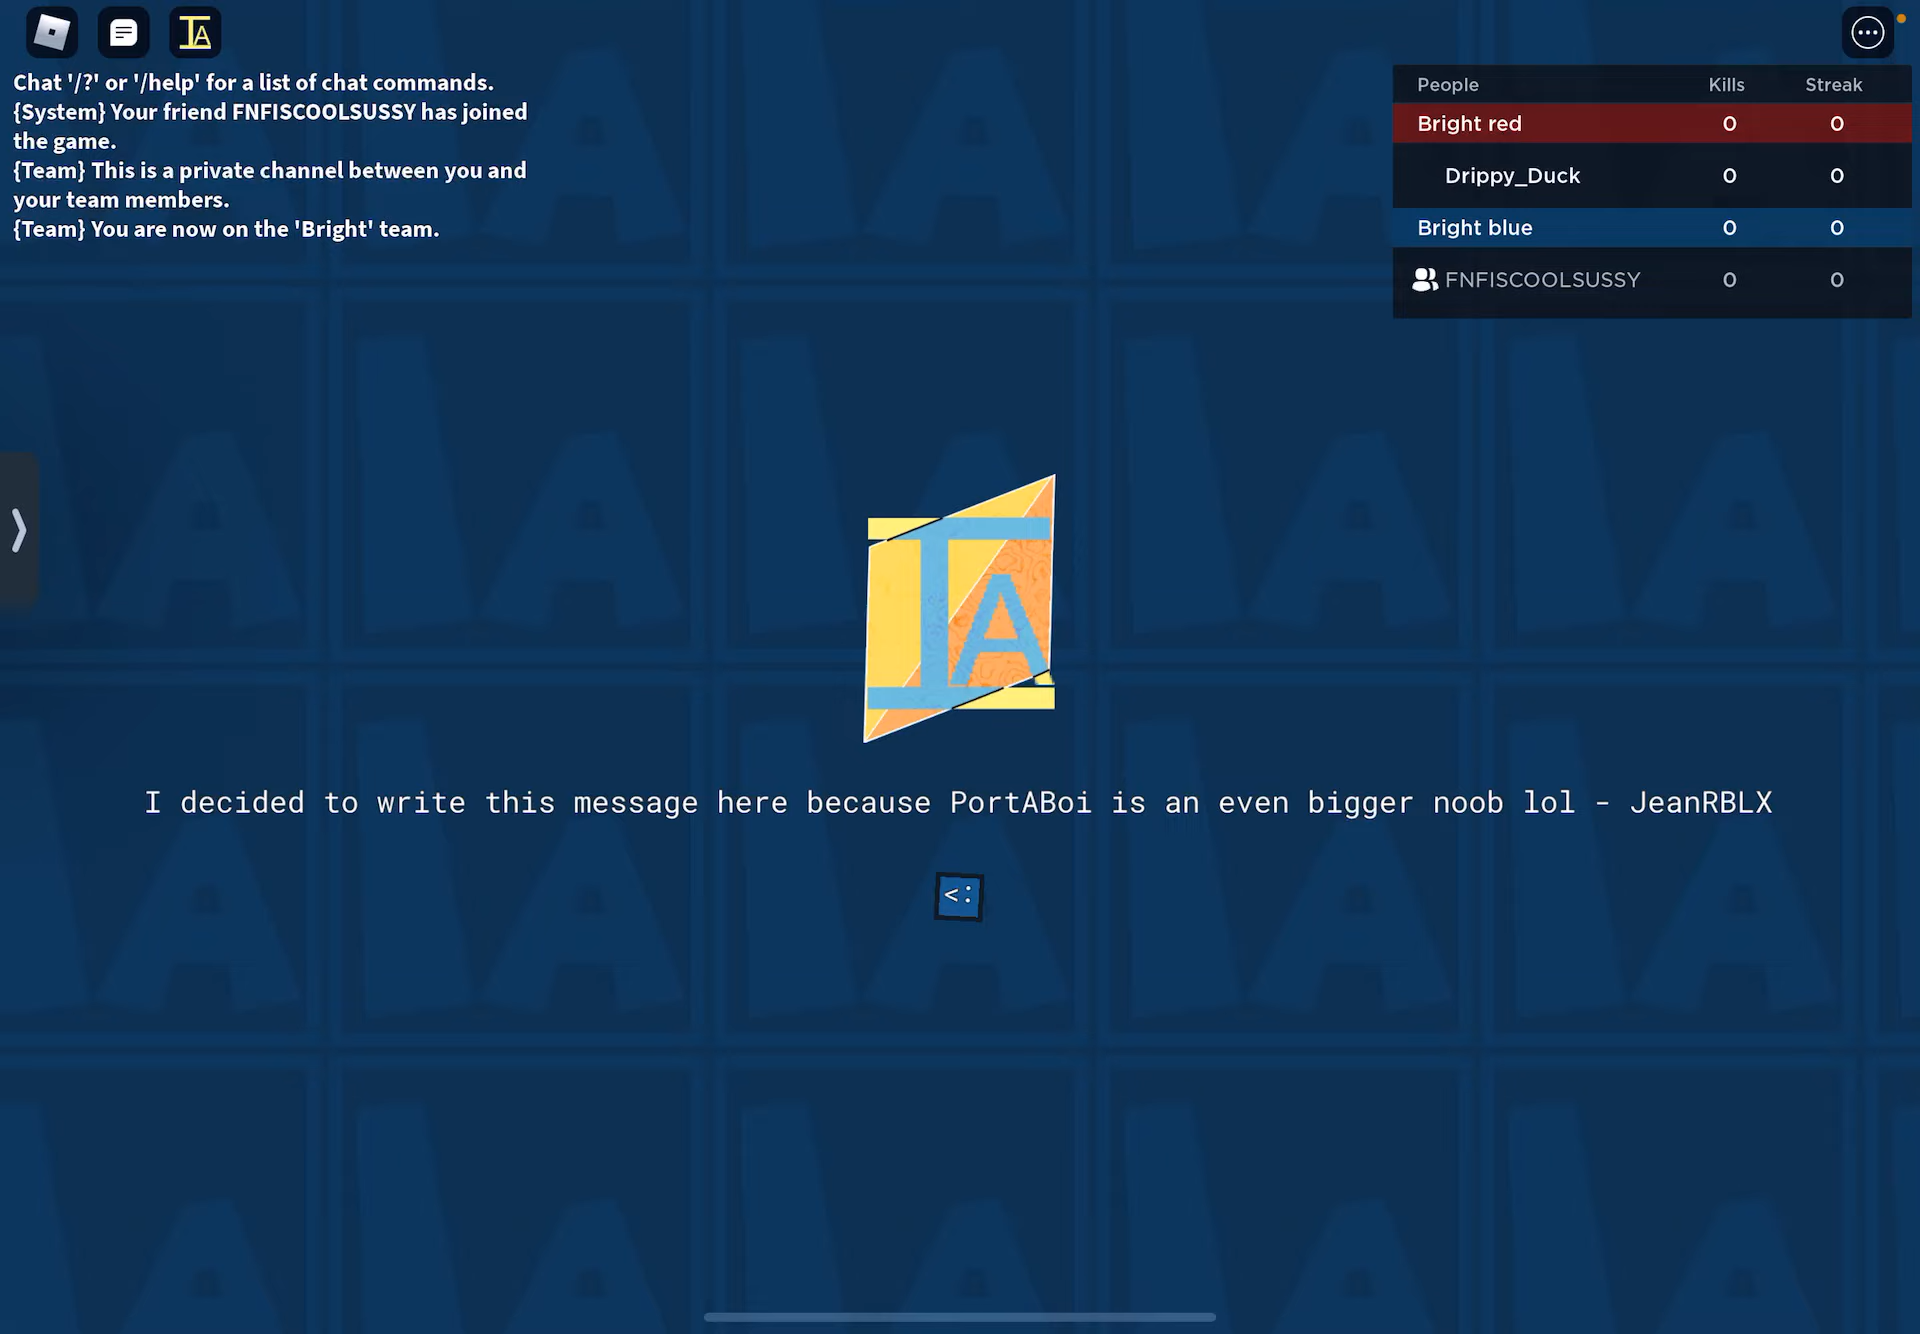 IA
Chat '/?' or '/help' for a list of chat commands.
{System} Your friend FNFISCOOLSUSSY has joined
the game.
{Team} This is a private channel between you and
your team members.
{Team} You are now on the 'Bright' team.
People Kills Streak
Bright red 0 0
Drippy_Duck 0 0
Bright blue 0 0
FNFISCOOLSUSSY 0 0
IA
I decided to write this message here because PortABoi is an even bigger noob lol - JeanRBLX
<: